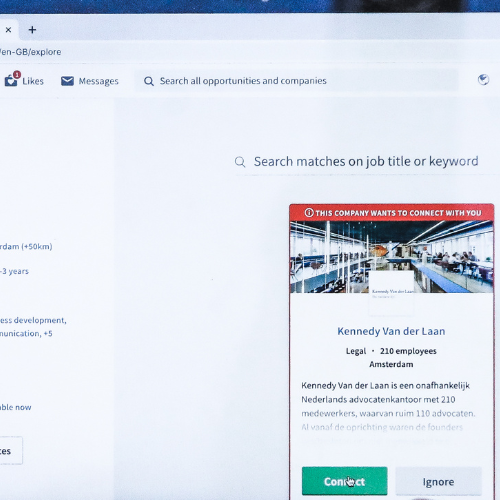 × +
/en-GB/explore
1
Likes Messages Search all opportunities and companies
Search matches on job title or keyword
THIS COMPANY WANTS TO CONNECT WITH YOU
rdam (+50km)
-3 years
ess development,
munication, +5
ble now
tes
Kennedy Van der Laan
Kennedy Van der Laan
Legal · 210 employees
Amsterdam
Kennedy Van der Laan is een onafhankelijk
Nederlands advocatenkantoor met 210
medewerkers, waarvan ruim 110 advocaten.
Al vanaf de oprichting waren de founders
Connect Ignore